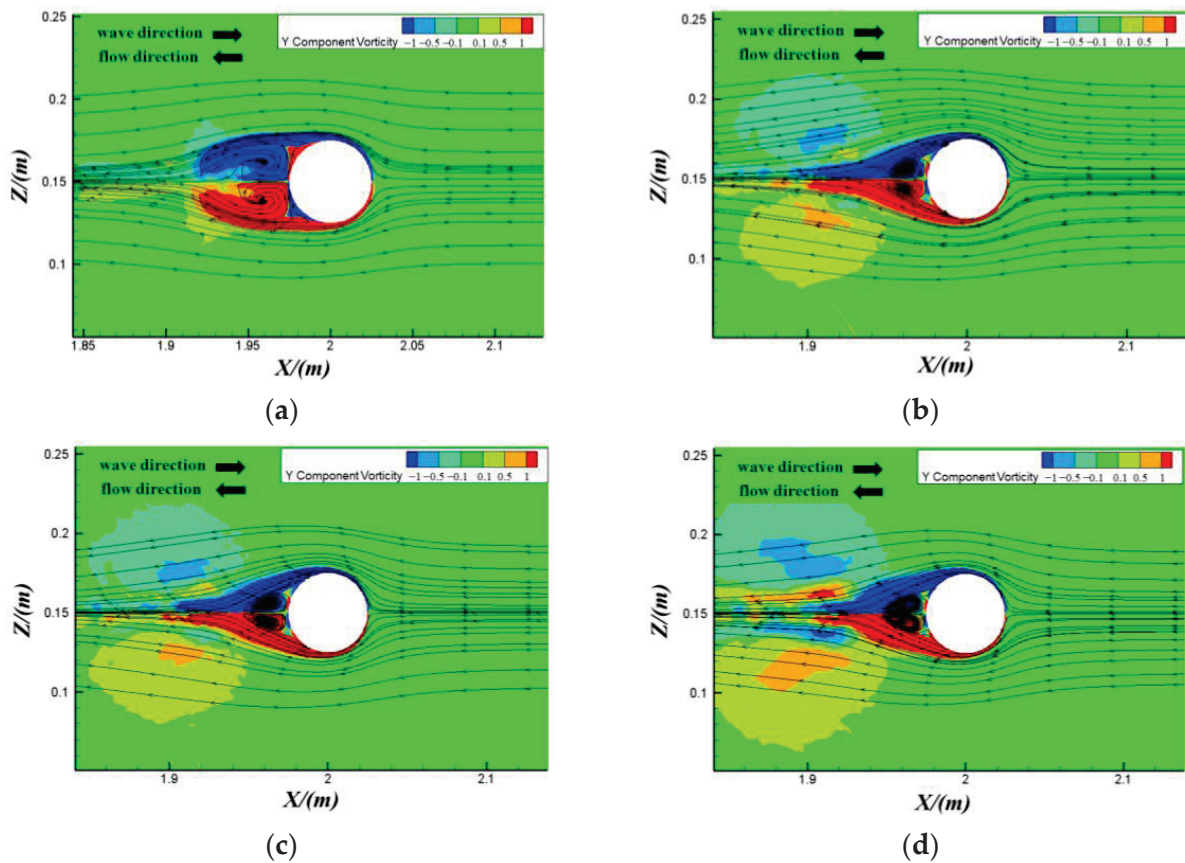 0.25
wave direction
flow direction
Y Component Vorticity
-1 -0.5 -0.1 0.1 0.5 1
0.2
0.15
0.1
Z/(m)
1.85 1.9 1.95 2 2.05 2.1
X/(m)
(a)
0.25
wave direction
flow direction
Y Component Vorticity
-1 -0.5 -0.1 0.1 0.5 1
0.2
0.15
0.1
Z/(m)
1.9 2 2.1
X/(m)
(b)
0.25
wave direction
flow direction
Y Component Vorticity
-1 -0.5 -0.1 0.1 0.5 1
0.2
0.15
0.1
Z/(m)
1.9 2 2.1
X/(m)
(c)
0.25
wave direction
flow direction
Y Component Vorticity
-1 -0.5 -0.1 0.1 0.5 1
0.2
0.15
0.1
Z/(m)
1.9 2 2.1
X/(m)
(d)